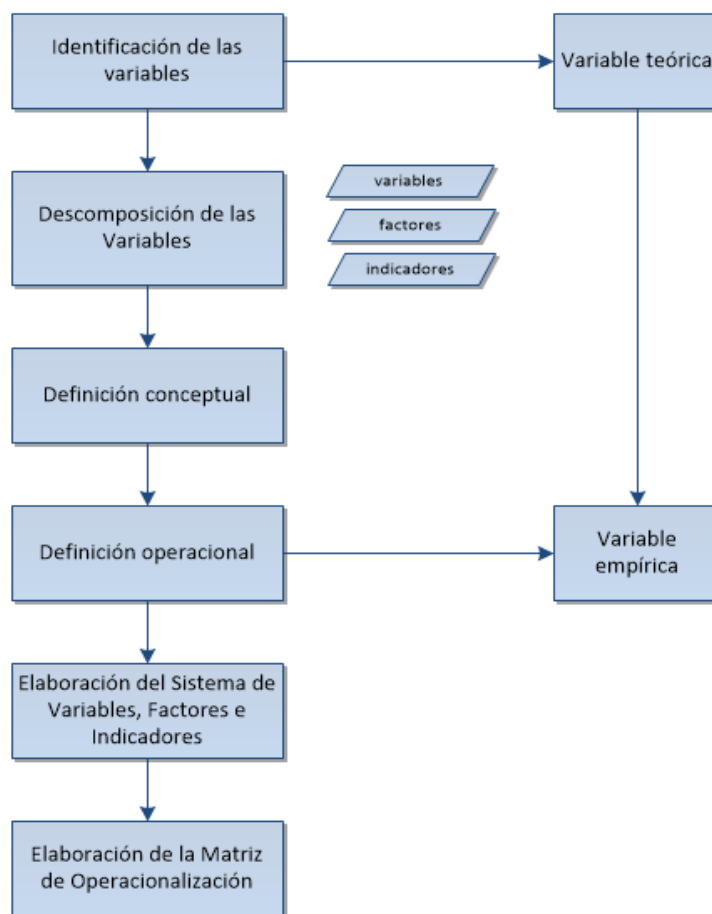 Identificación de las
variables
Variable teórica
Descomposición de las
Variables
variables
factores
indicadores
Definición conceptual
Definición operacional
Variable
empírica
Elaboración del Sistema de
Variables, Factores e
Indicadores
Elaboración de la Matriz
de Operacionalización